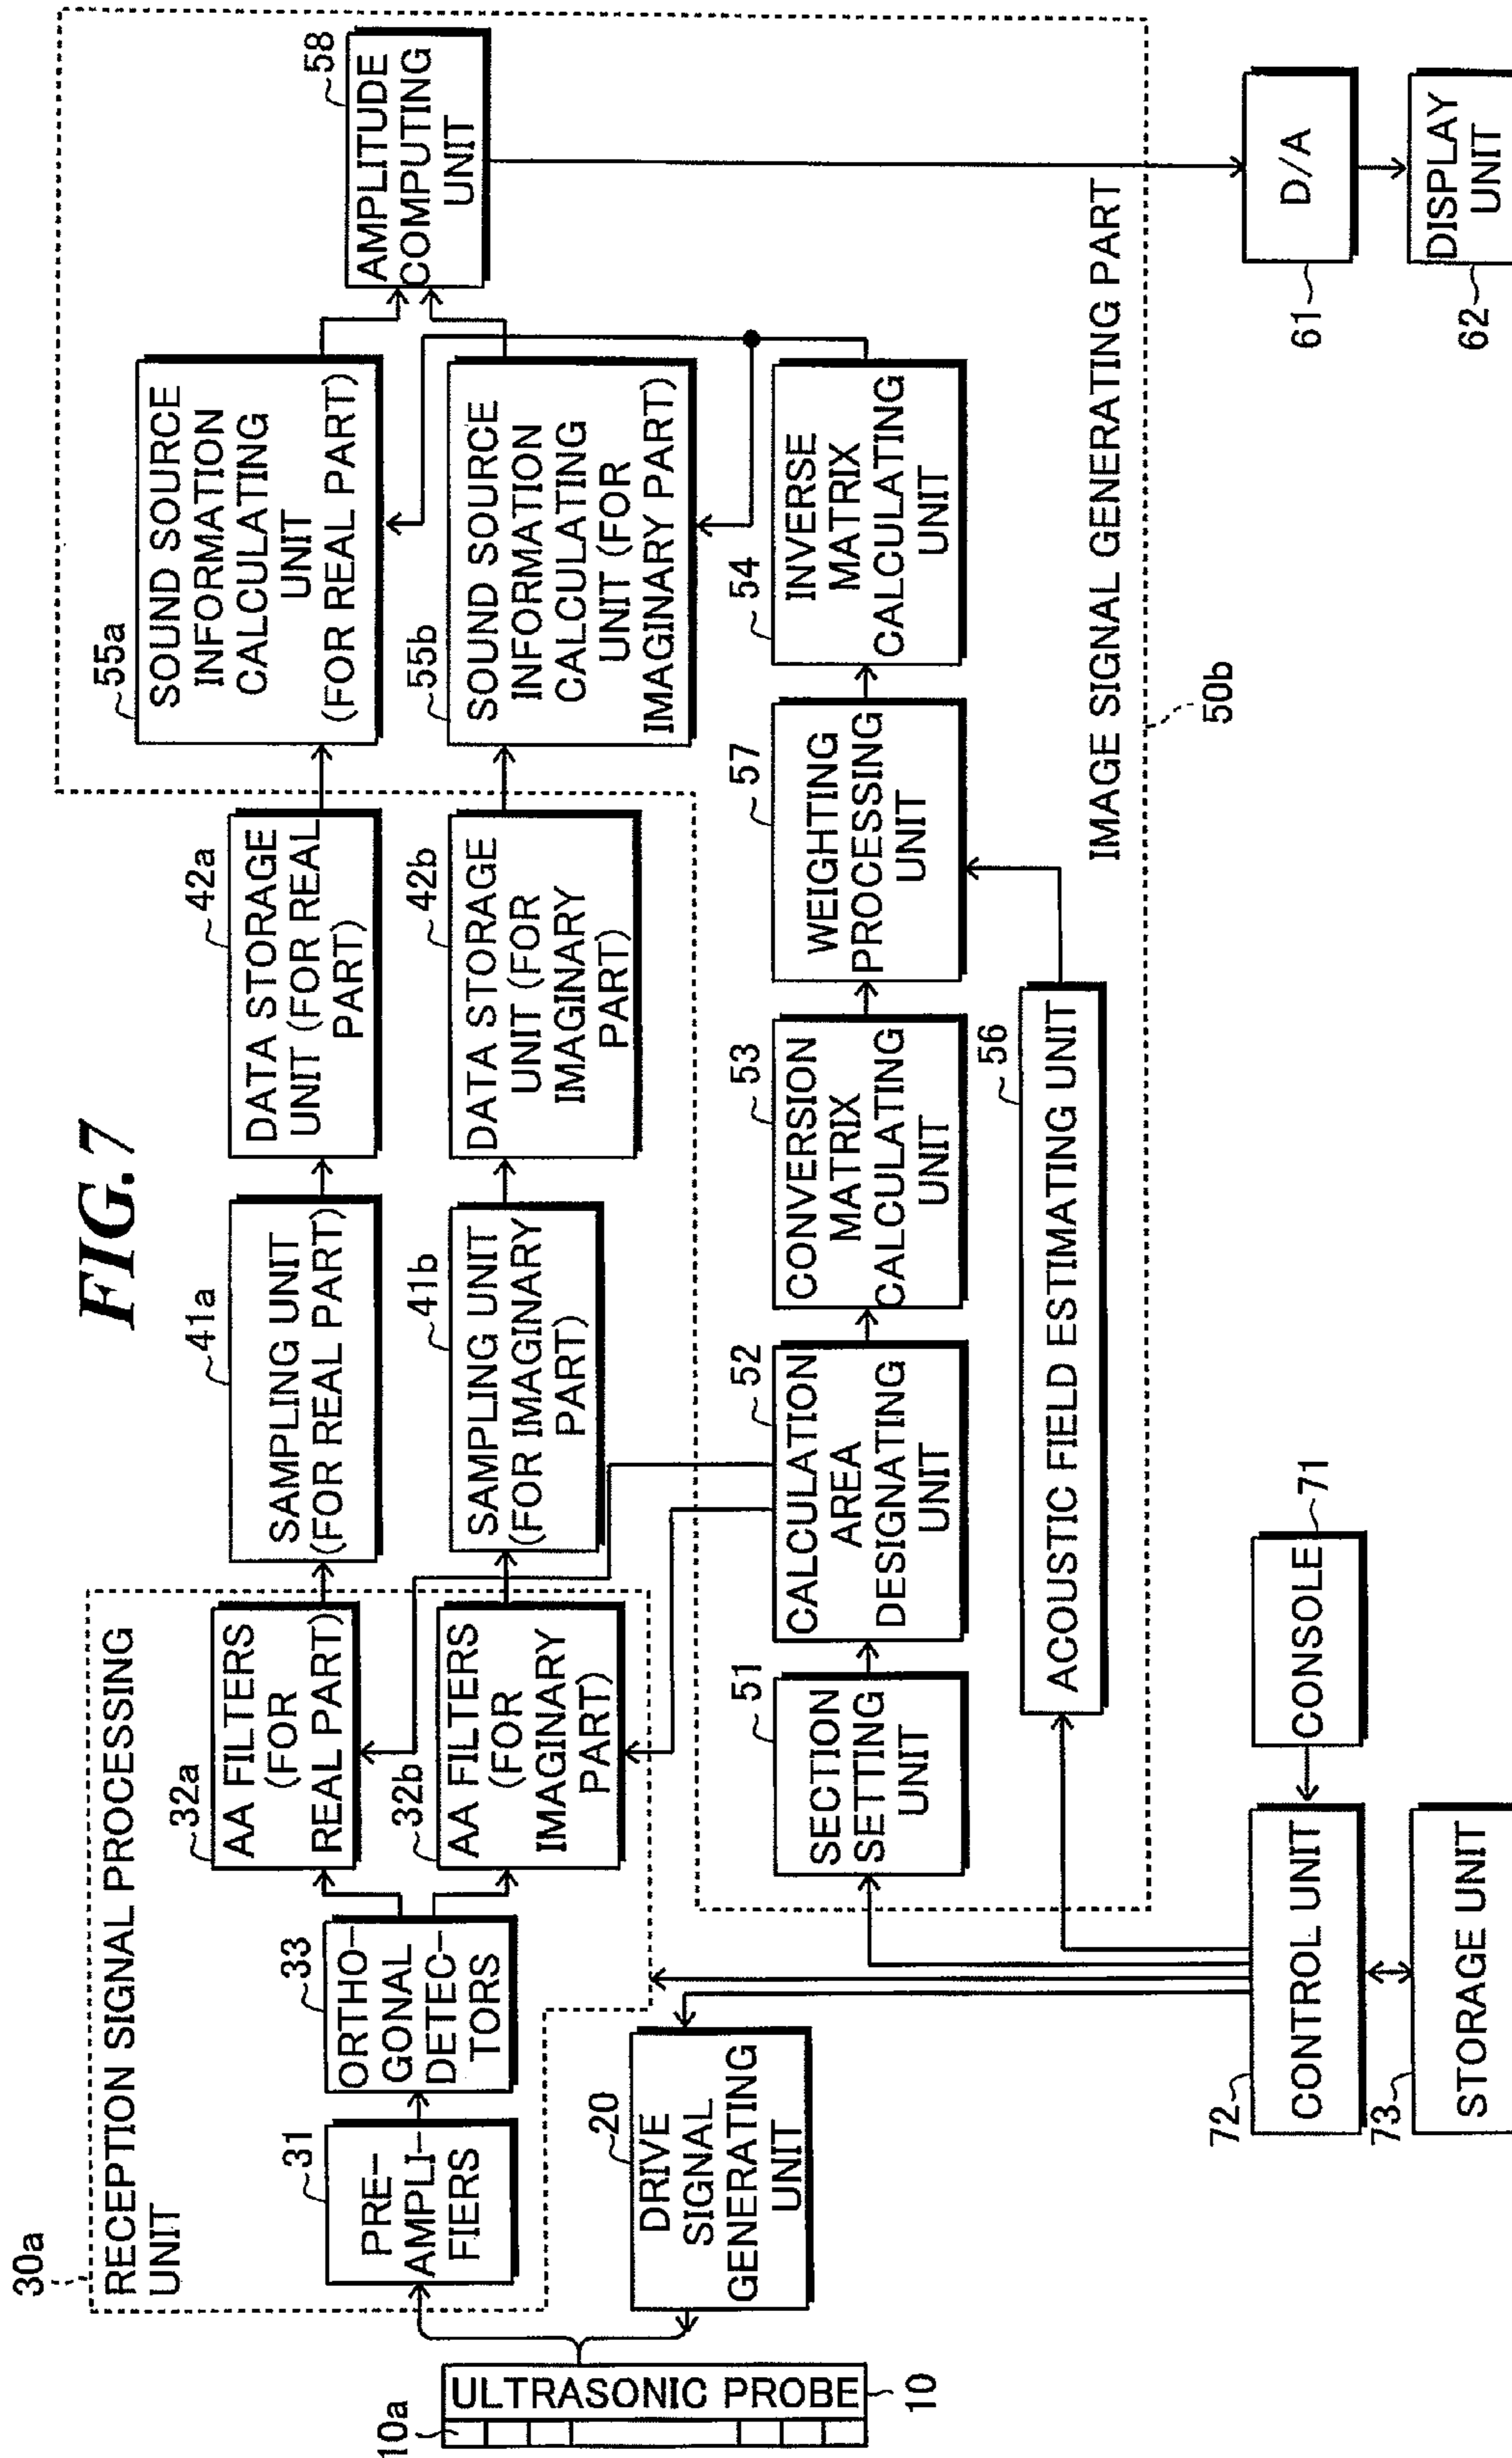 FIG.7
30a
RECEPTION SIGNAL PROCESSING
UNIT
10a
ULTRASONIC PROBE
10
31
PRE-
AMPLI-
FIERS
33
ORTHO-
GONAL
DETEC-
TORS
32a
AA FILTERS
(FOR
REAL PART)
32b
AA FILTERS
(FOR
IMAGINARY
PART)
41a
SAMPLING UNIT
(FOR REAL PART)
41b
SAMPLING UNIT
(FOR IMAGINARY
PART)
42a
DATA STORAGE
UNIT (FOR REAL
PART)
42b
DATA STORAGE
UNIT (FOR
IMAGINARY
PART)
55a
SOUND SOURCE
INFORMATION
CALCULATING
UNIT
(FOR REAL PART)
55b
SOUND SOURCE
INFORMATION
CALCULATING
UNIT (FOR
IMAGINARY PART)
58
AMPLITUDE
COMPUTING
UNIT
20
DRIVE
SIGNAL
GENERATING
UNIT
51
SECTION
SETTING
UNIT
52
CALCULATION
AREA
DESIGNATING
UNIT
53
CONVERSION
MATRIX
CALCULATING
UNIT
57
WEIGHTING
PROCESSING
UNIT
54
INVERSE
MATRIX
CALCULATING
UNIT
56
ACOUSTIC FIELD ESTIMATING UNIT
IMAGE SIGNAL GENERATING PART
50b
72
CONTROL UNIT
71
CONSOLE
73
STORAGE UNIT
61
D/A
62
DISPLAY
UNIT